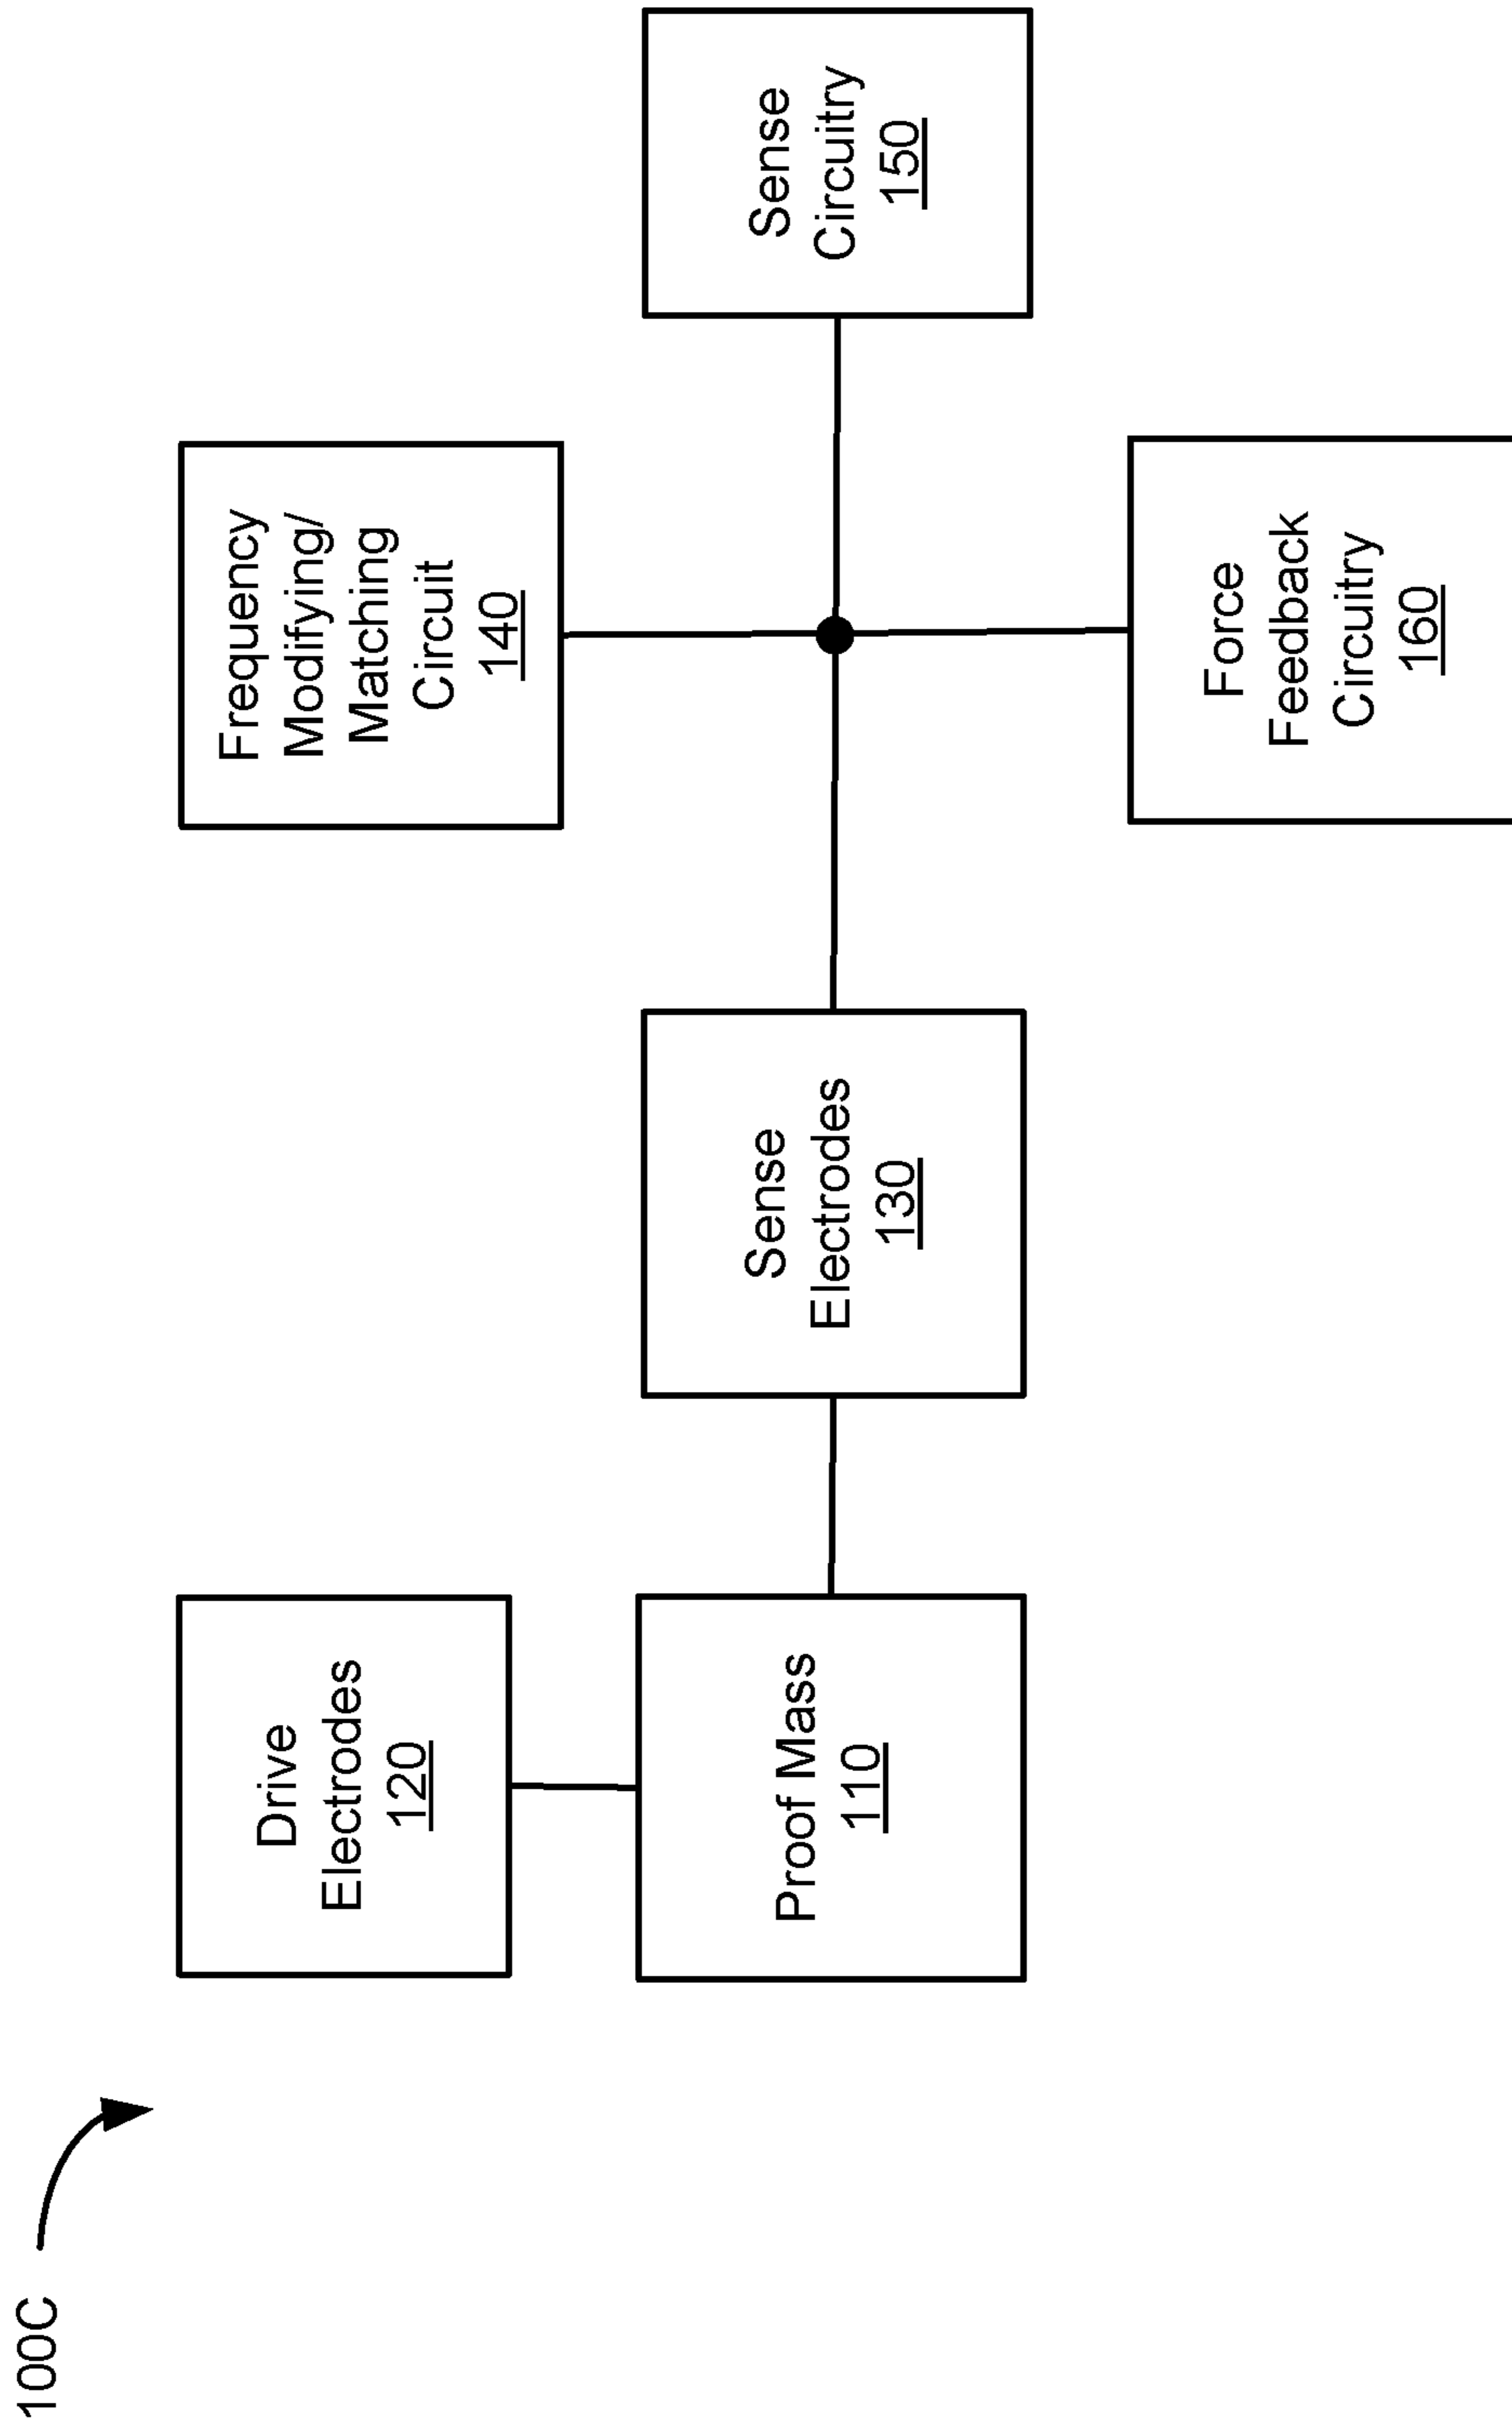 100C
Drive
Electrodes
120
Proof Mass
110
Sense
Electrodes
130
Frequency
Modifying/
Matching
Circuit
140
Sense
Circuitry
150
Force
Feedback
Circuitry
160